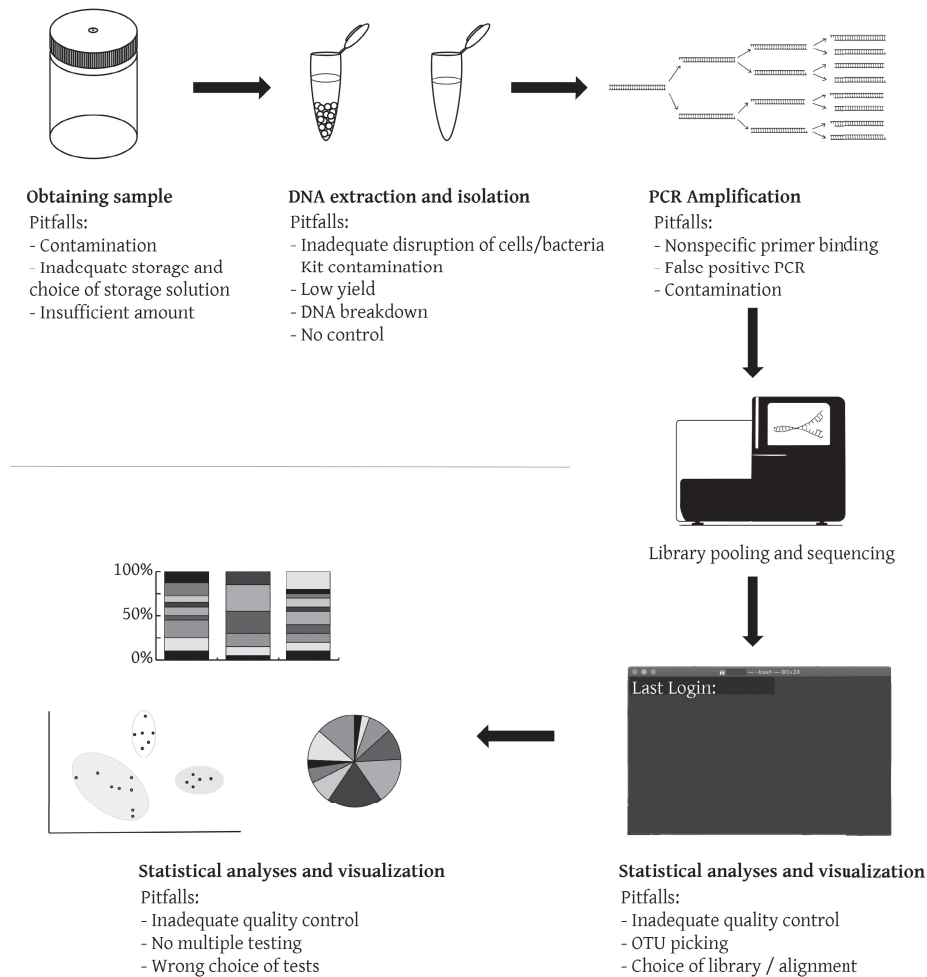 Obtaining sample
Pitfalls:
- Contamination
- Inadequate storage and
choice of storage solution
- Insufficient amount
DNA extraction and isolation
Pitfalls:
- Inadequate disruption of cells/bacteria
Kit contamination
- Low yield
- DNA breakdown
- No control
PCR Amplification
Pitfalls:
- Nonspecific primer binding
- False positive PCR
- Contamination
Library pooling and sequencing
100%
50%
0%
— -bash — 80×24
Last Login:
Statistical analyses and visualization
Pitfalls:
- Inadequate quality control
- No multiple testing
- Wrong choice of tests
Statistical analyses and visualization
Pitfalls:
- Inadequate quality control
- OTU picking
- Choice of library / alignment